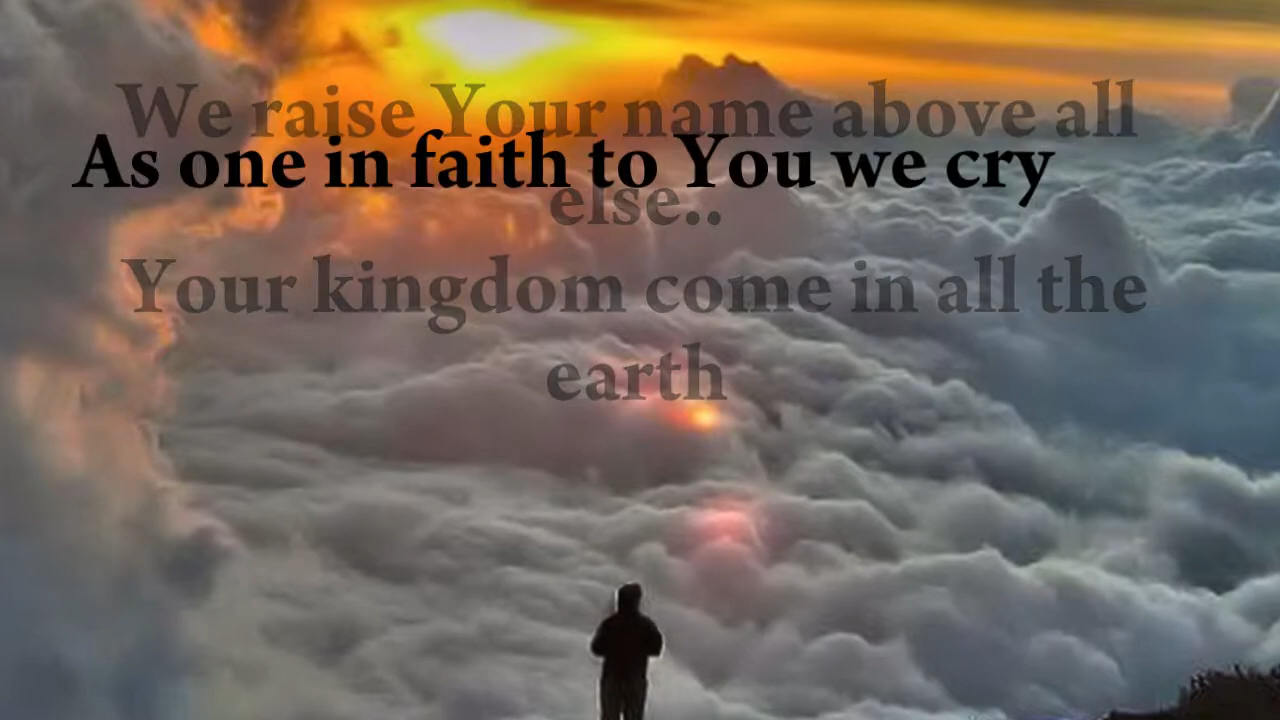 We raise Your name above all
As one in faith to You we cry
else..
Your kingdom come in all the
earth